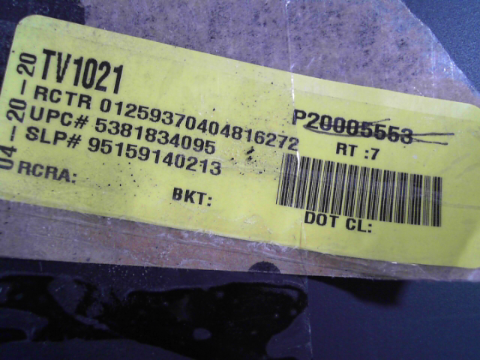 04-20-20
TV1021
RCTR 01259370404816272
UPC# 5381834095
SLP# 95159140213
RCRA:
BKT:
P20005553
RT :7
DOT CL: